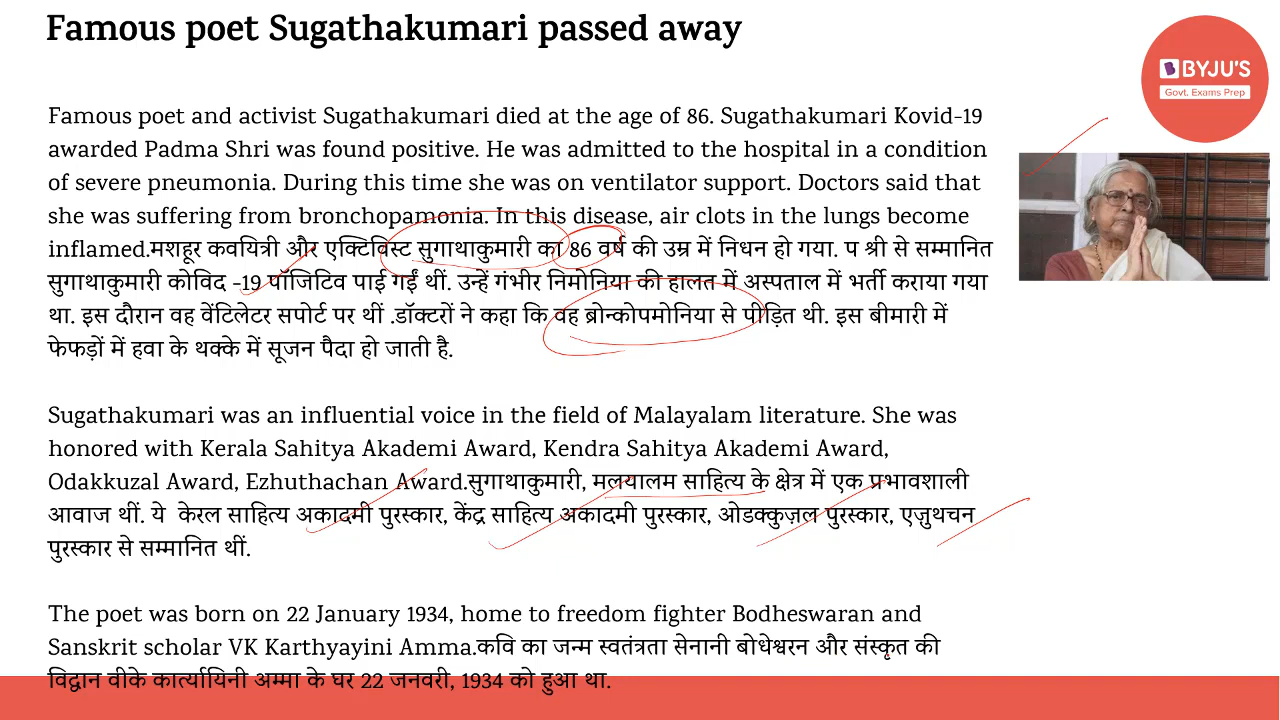 Famous poet Sugathakumari passed away
BYJU'S
Govt. Exams Prep
Famous poet and activist Sugathakumari died at the age of 86. Sugathakumari Kovid-19
awarded Padma Shri was found positive. He was admitted to the hospital in a condition
of severe pneumonia. During this time she was on ventilator support. Doctors said that
she was suffering from bronchopamonia. In this disease, air clots in the lungs become
inflamed.मशहूर कवयित्री और एक्टिविस्ट सुगाथाकुमारी का 86 वर्ष की उम्र में निधन हो गया. प श्री से सम्मानित
सुगाथाकुमारी कोविद -19 पॉजिटिव पाई गईं थीं. उन्हें गंभीर निमोनिया की हालत में अस्पताल में भर्ती कराया गया
था. इस दौरान वह वेंटिलेटर सपोर्ट पर थीं .डॉक्टरों ने कहा कि वह ब्रोन्कोपमोनिया से पीड़ित थी. इस बीमारी में
फेफड़ों में हवा के थक्के में सूजन पैदा हो जाती है.
Sugathakumari was an influential voice in the field of Malayalam literature. She was
honored with Kerala Sahitya Akademi Award, Kendra Sahitya Akademi Award,
Odakkuzal Award, Ezhuthachan Award.सुगाथाकुमारी, मलयालम साहित्य के क्षेत्र में एक प्रभावशाली
आवाज थीं. ये केरल साहित्य अकादमी पुरस्कार, केंद्र साहित्य अकादमी पुरस्कार, ओडक्कुज़ल पुरस्कार, एज़ुथचन
पुरस्कार से सम्मानित थीं.
The poet was born on 22 January 1934, home to freedom fighter Bodheswaran and
Sanskrit scholar VK Karthyayini Amma.कवि का जन्म स्वतंत्रता सेनानी बोधेश्वरन और संस्कृत की
विद्वान वीके कार्त्यायिनी अम्मा के घर 22 जनवरी, 1934 को हुआ था.